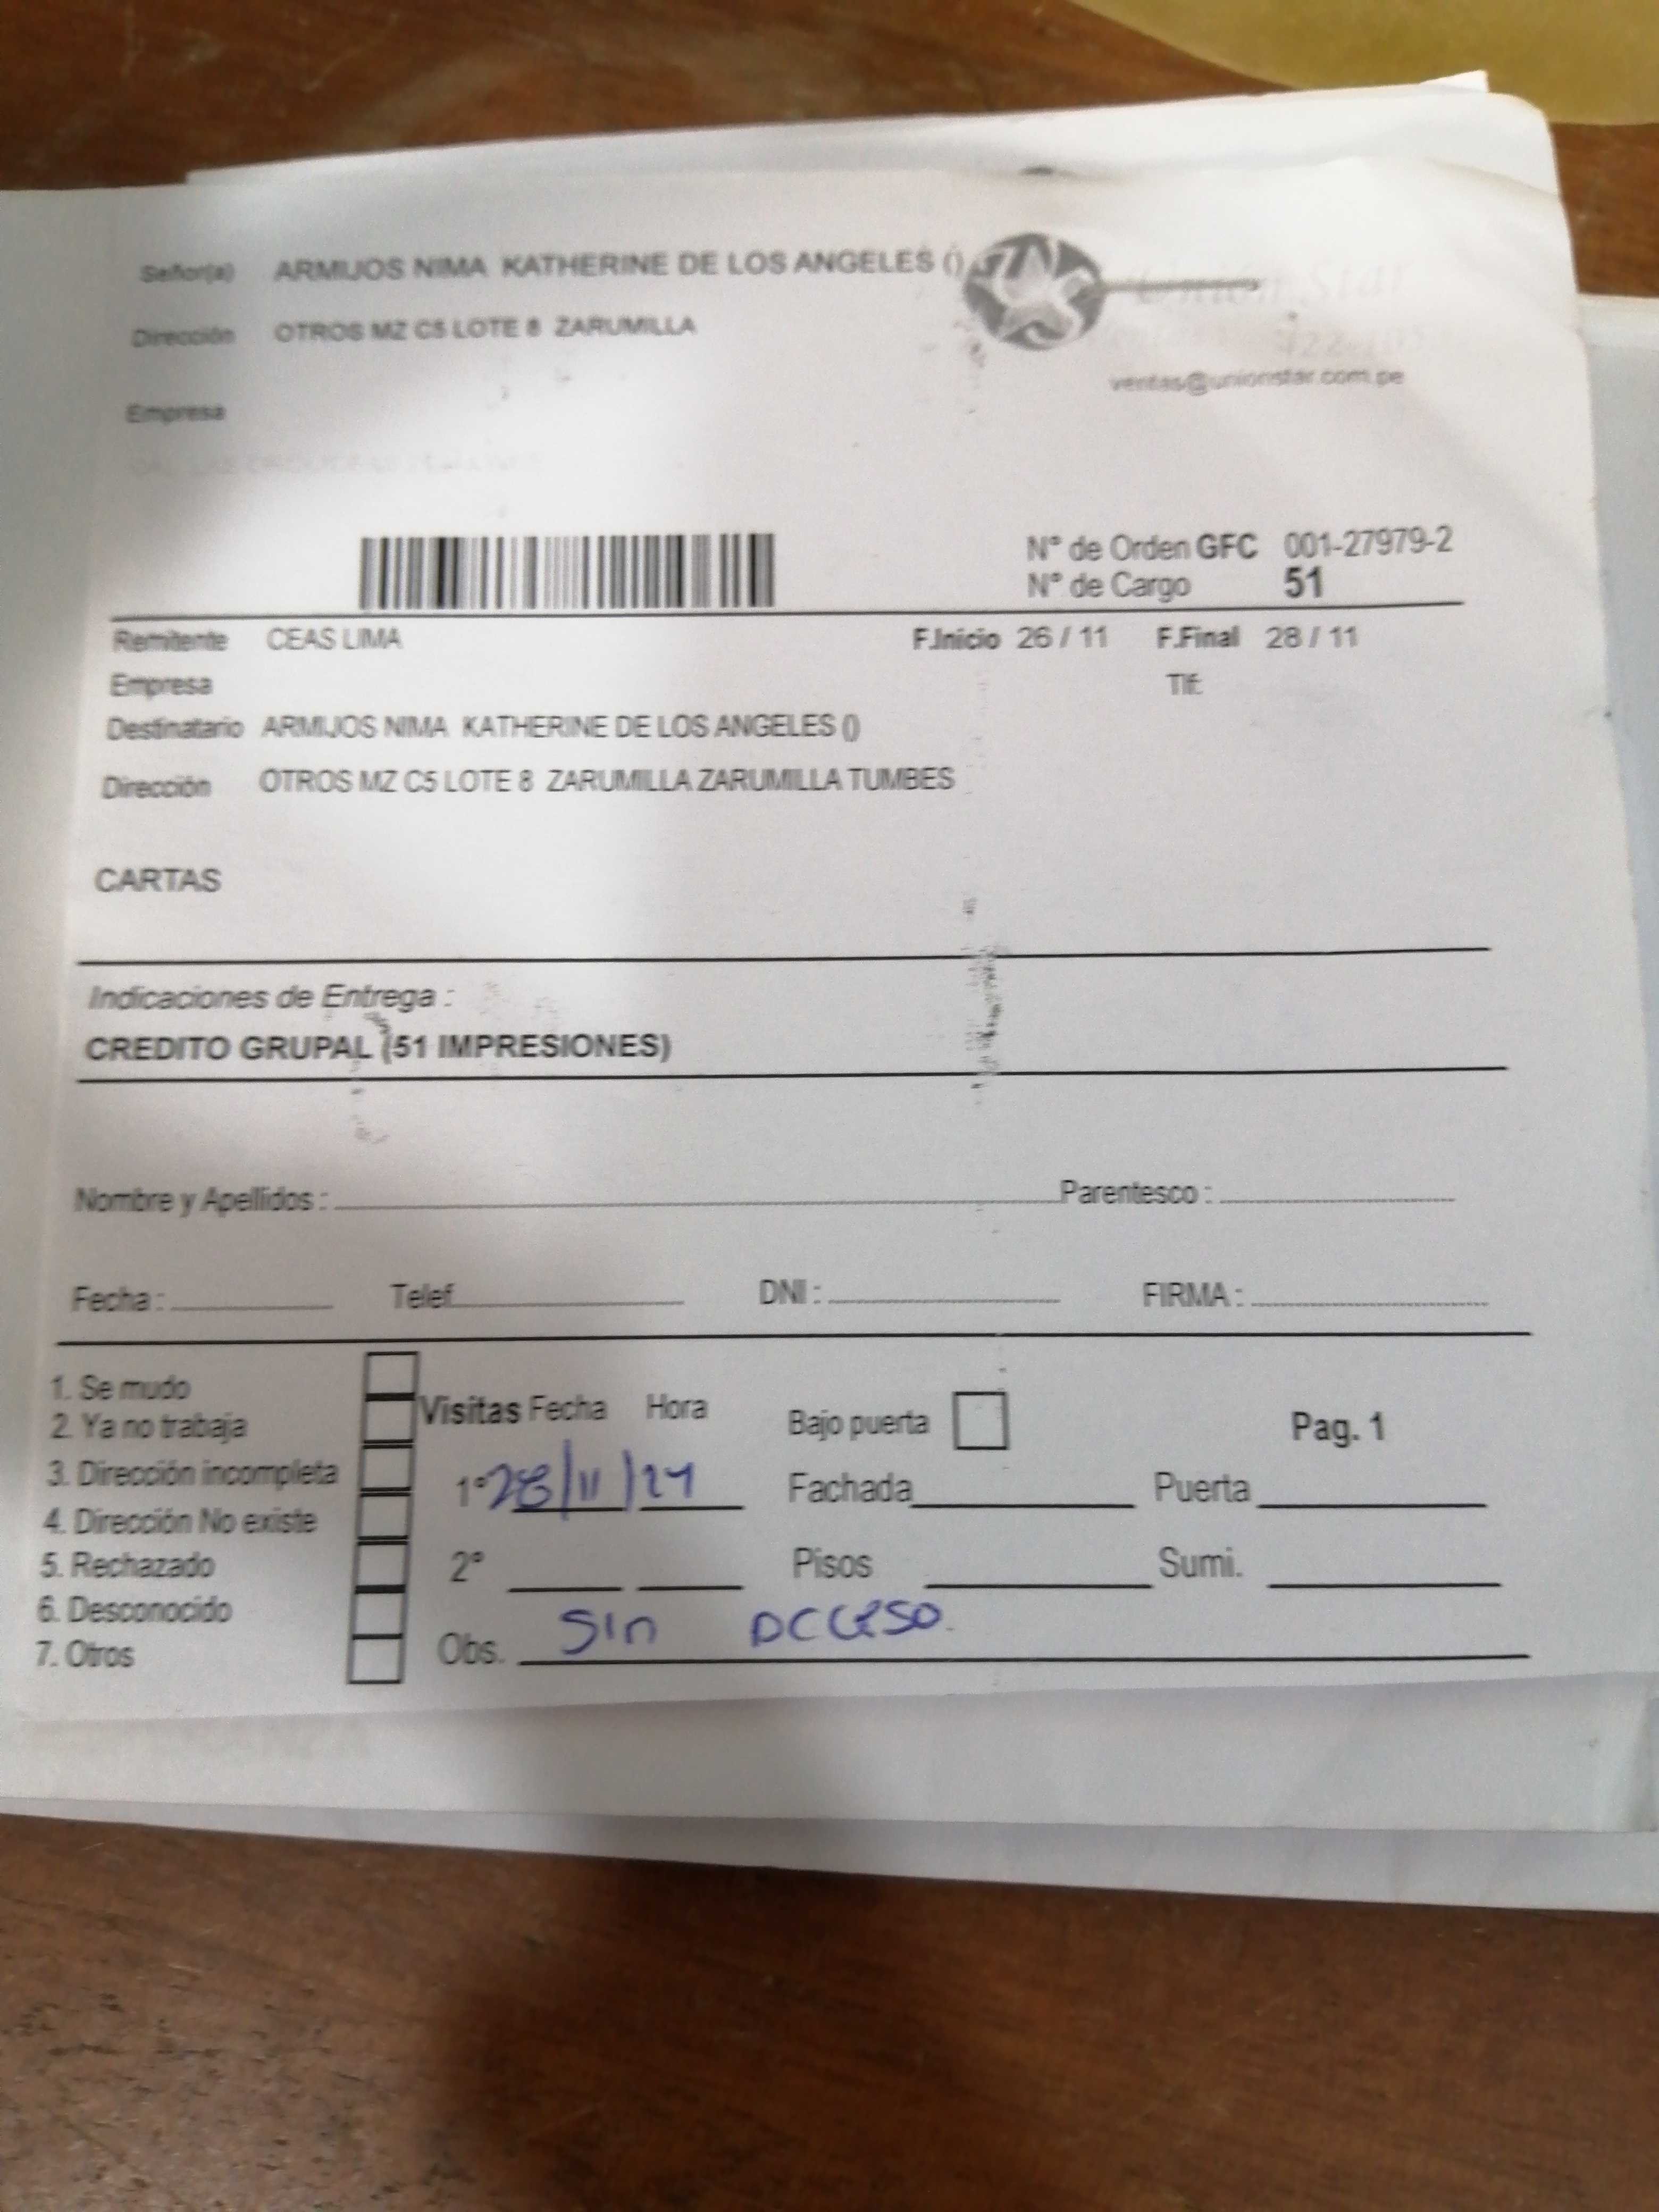 Señor(a) ARMIJOS NIMA KATHERINE DE LOS ANGELES ()
Dirección OTROS MZ C5 LOTE 8 ZARUMILLA
Unión Star
ventas@unionstar.com.pe
Empresa
N° de Orden GFC 001-27979-2
N° de Cargo 51
Remitente CEAS LIMA F.Inicio 26 / 11 F.Final 28 / 11
Empresa Tlf:
Destinatario ARMIJOS NIMA KATHERINE DE LOS ANGELES ()
Dirección OTROS MZ C5 LOTE 8 ZARUMILLA ZARUMILLA TUMBES
CARTAS
Indicaciones de Entrega :
CREDITO GRUPAL (51 IMPRESIONES)
Nombre y Apellidos : Parentesco :
Fecha : Telef. DNI : FIRMA :
1. Se mudo
2. Ya no trabaja
3. Dirección incompleta
4. Dirección No existe
5. Rechazado
6. Desconocido
7. Otros
Visitas Fecha Hora
1° 28/11/24
2°
Obs. Sin acceso.
Bajo puerta Pag. 1
Fachada Puerta
Pisos Sumi.